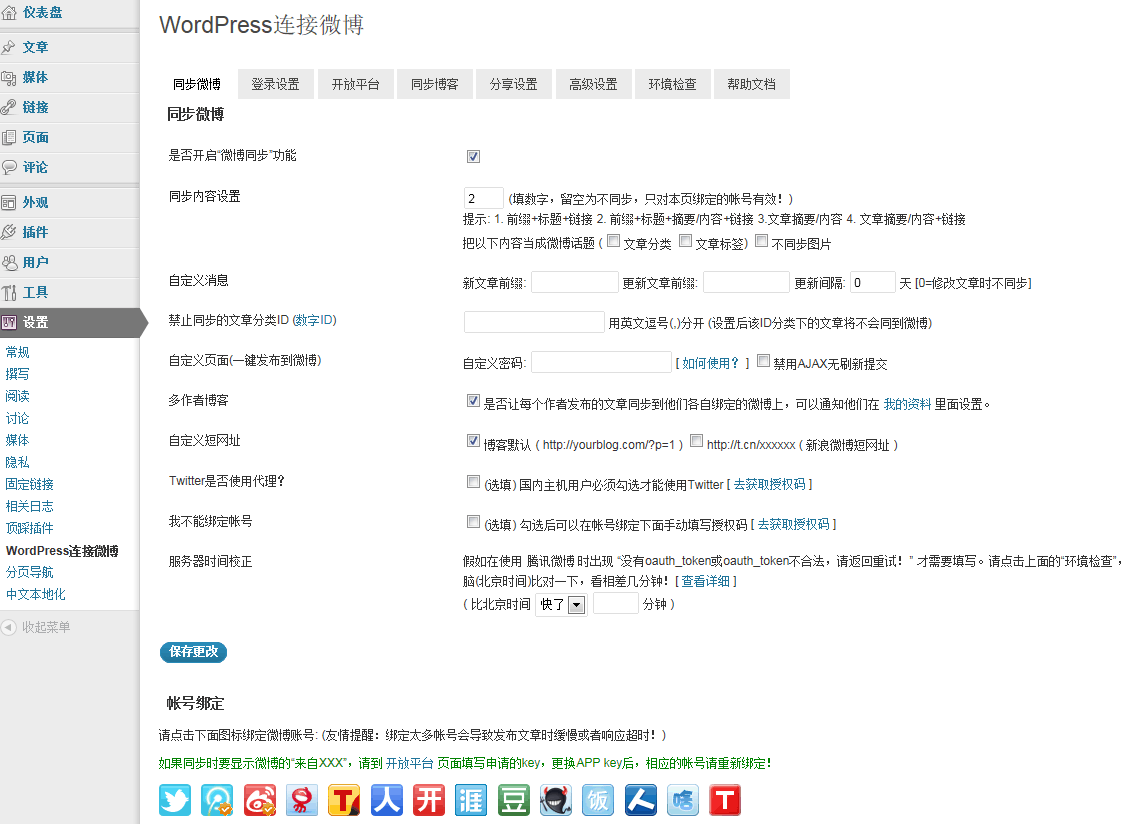 仪表盘
文章
媒体
链接
页面
评论
外观
插件
用户
工具
设置
常规
撰写
阅读
讨论
媒体
隐私
固定链接
相关日志
顶踩插件
WordPress连接微博
分页导航
中文本地化
收起菜单
WordPress连接微博
同步微博 登录设置 开放平台 同步博客 分享设置 高级设置 环境检查 帮助文档
同步微博
是否开启“微博同步”功能
同步内容设置 2 (填数字，留空为不同步，只对本页绑定的帐号有效！)
提示: 1. 前缀+标题+链接 2. 前缀+标题+摘要/内容+链接 3.文章摘要/内容 4. 文章摘要/内容+链接
把以下内容当成微博话题 ( 文章分类 文章标签) 不同步图片
自定义消息 新文章前缀: 更新文章前缀: 更新间隔: 0 天 [0=修改文章时不同步]
禁止同步的文章分类ID (数字ID) 用英文逗号(,)分开 (设置后该ID分类下的文章将不会同到微博)
自定义页面(一键发布到微博) 自定义密码: [ 如何使用？ ] 禁用AJAX无刷新提交
多作者博客 是否让每个作者发布的文章同步到他们各自绑定的微博上，可以通知他们在 我的资料 里面设置。
自定义短网址 博客默认 ( http://yourblog.com/?p=1 ) http://t.cn/xxxxxx ( 新浪微博短网址 )
Twitter是否使用代理？ (选填) 国内主机用户必须勾选才能使用Twitter [ 去获取授权码 ]
我不能绑定帐号 (选填) 勾选后可以在帐号绑定下面手动填写授权码 [ 去获取授权码 ]
服务器时间校正 假如在使用 腾讯微博 时出现 “没有oauth_token或oauth_token不合法，请返回重试！” 才需要填写。请点击上面的“环境检查”，
脑(北京时间)比对一下，看相差几分钟！[ 查看详细 ]
( 比北京时间 快了 分钟 )
保存更改
帐号绑定
请点击下面图标绑定微博账号: (友情提醒：绑定太多帐号会导致发布文章时缓慢或者响应超时！)
如果同步时要显示微博的“来自XXX”，请到 开放平台 页面填写申请的key，更换APP key后，相应的帐号请重新绑定！
T 人 开 涯 豆 饭 人 啥 T